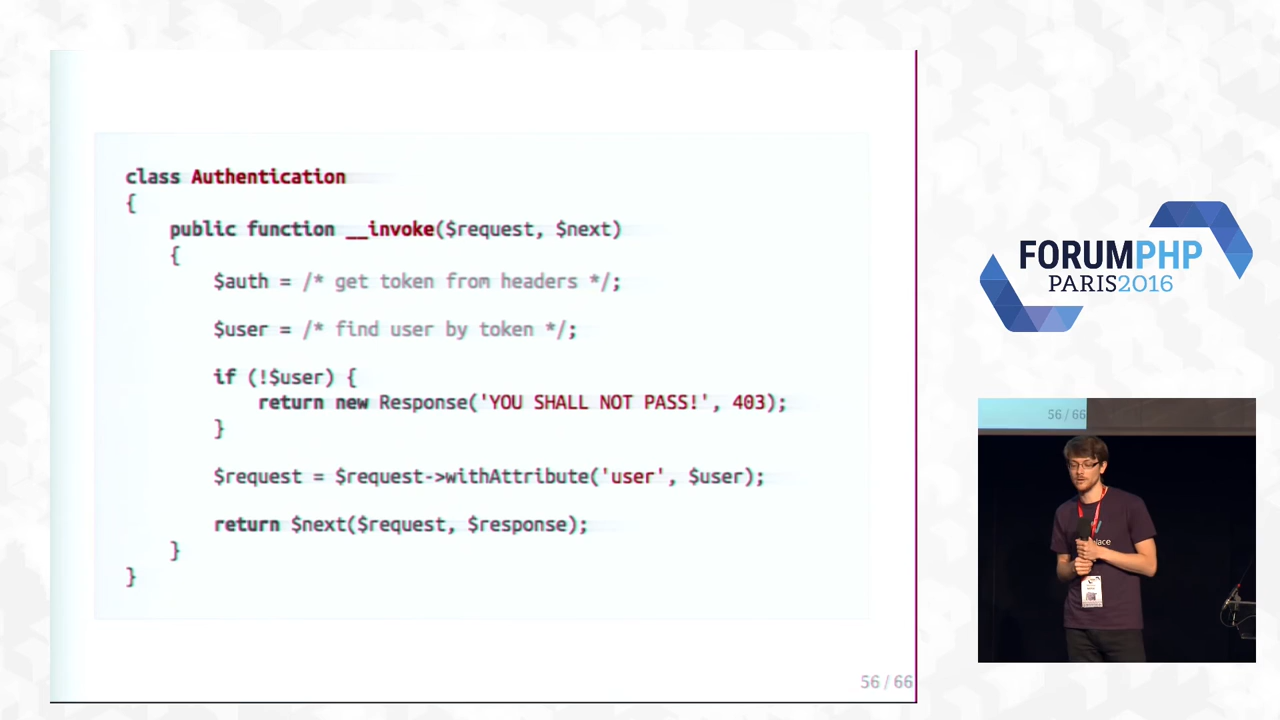 class Authentication
{
    public function __invoke($request, $next)
    {
        $auth = /* get token from headers */;
        $user = /* find user by token */;
        if (!$user) {
            return new Response('YOU SHALL NOT PASS!', 403);
        }
        $request = $request->withAttribute('user', $user);
        return $next($request, $response);
    }
}
56 / 66
FORUMPHP
PARIS2016
56 / 66